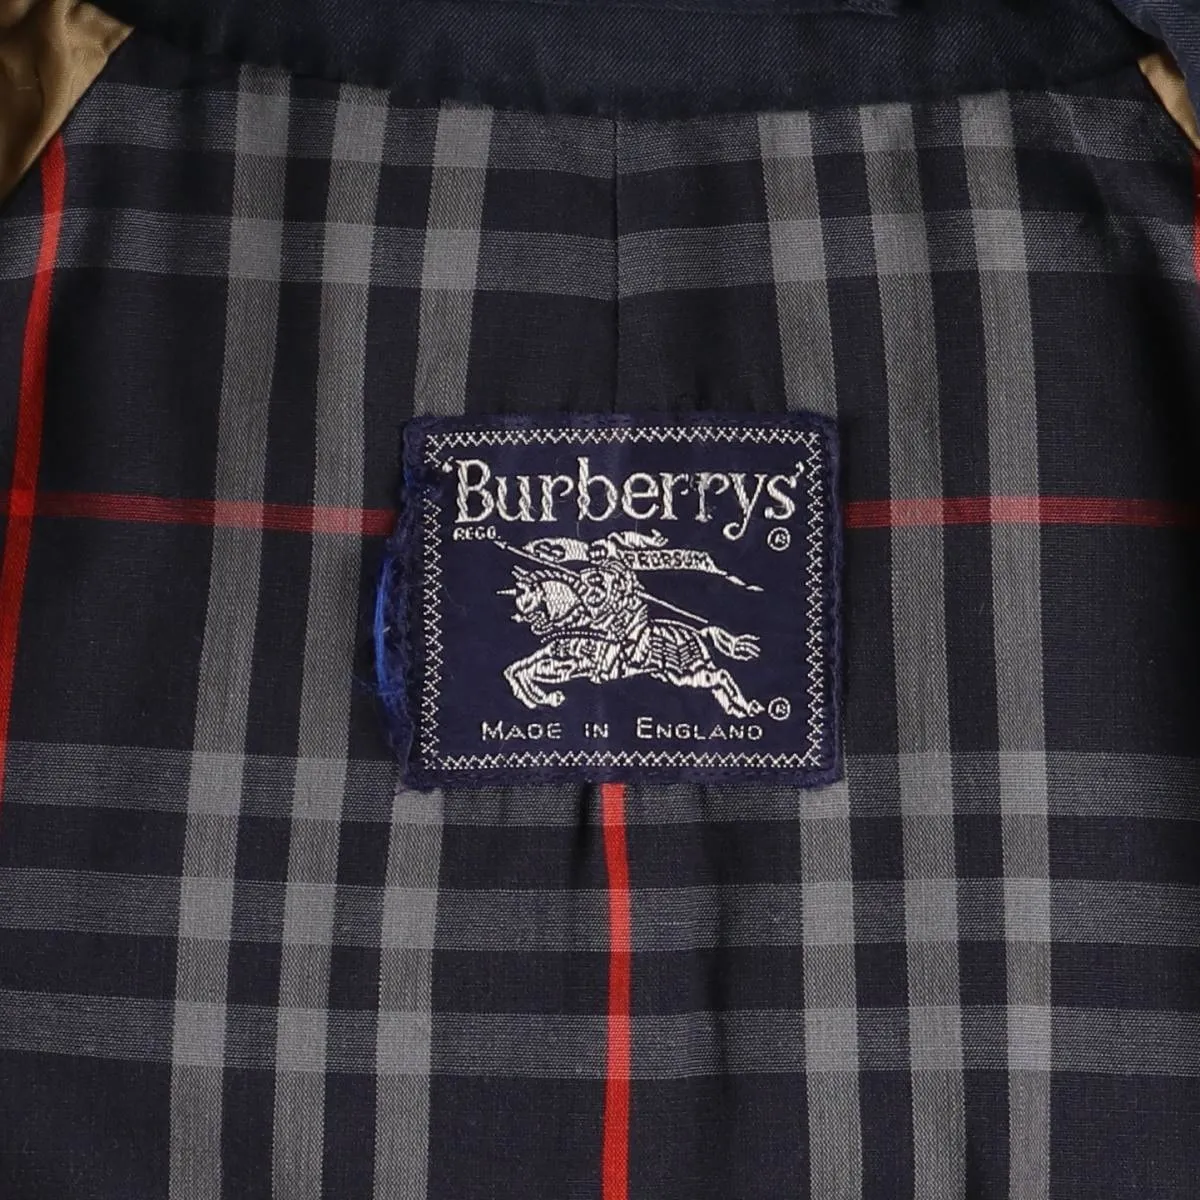 'Burberrys'
REGD. ®
PRORSUM
®
MADE IN ENGLAND